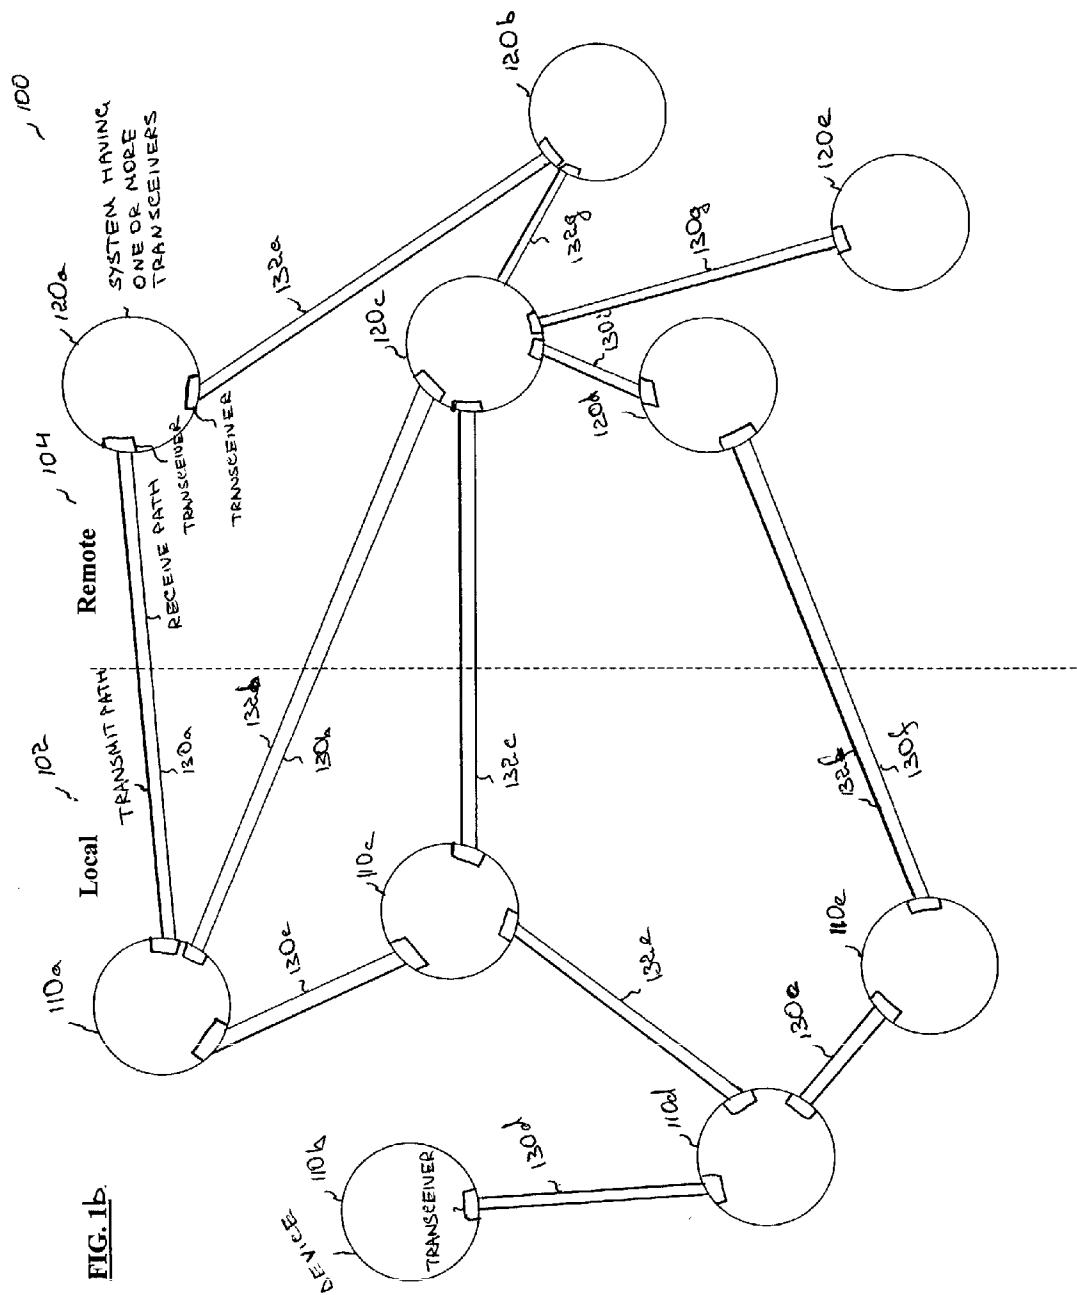 FIG. 1b
100
Local
102
Remote
104
110a
TRANSMIT PATH
130a
RECEIVE PATH
TRANSCEIVER
TRANSCEIVER
120a
SYSTEM HAVING
ONE OR MORE
TRANSCEIVERS
132a
120b
132b
130b
120c
132g
130c
110c
132c
130i
130g
120e
120d
DEVICE
110b
TRANSCEIVER
130d
132e
110d
130e
110e
130f